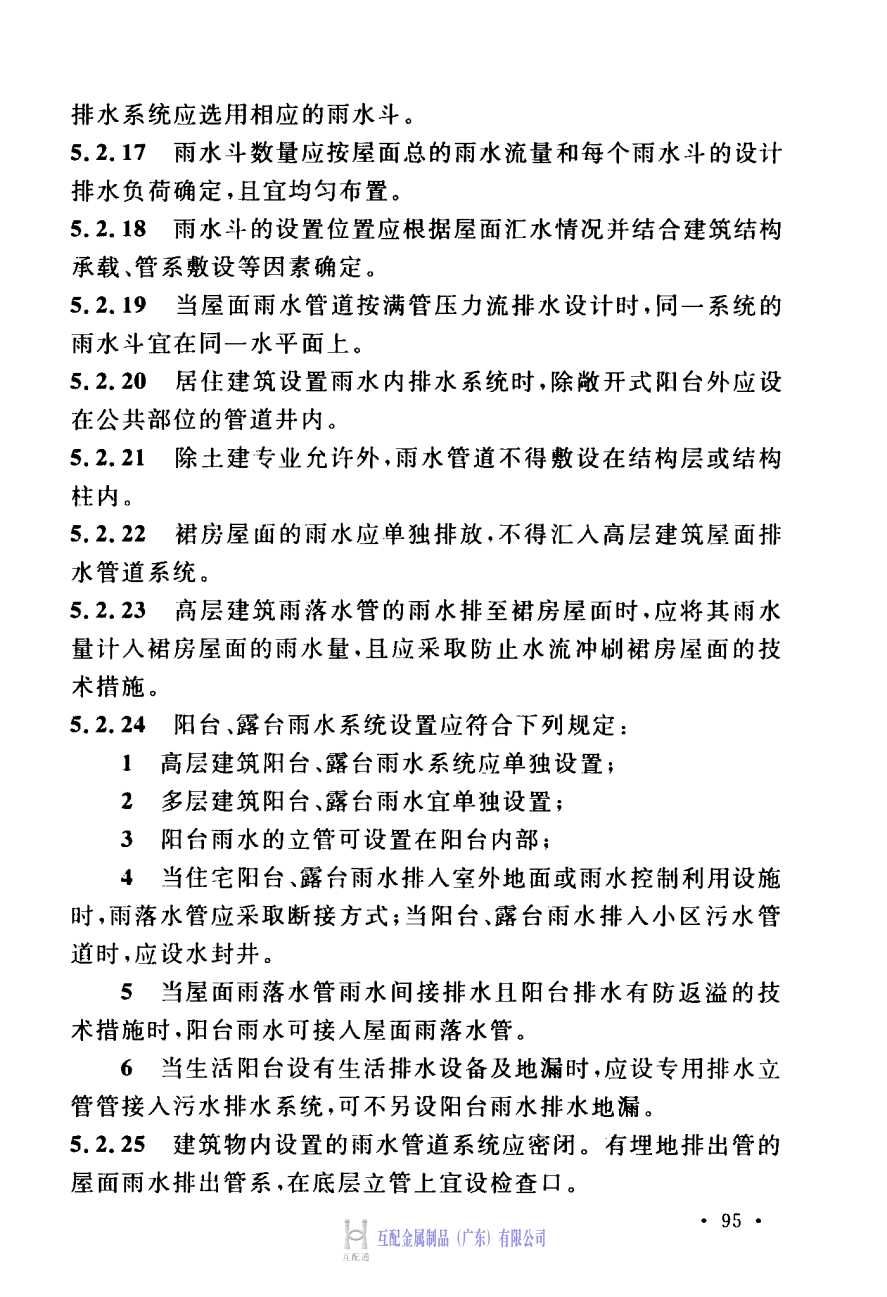 排水系统应选用相应的雨水斗。
5.2.17 雨水斗数量应按屋面总的雨水流量和每个雨水斗的设计
排水负荷确定,且宜均匀布置。
5.2.18 雨水斗的设置位置应根据屋面汇水情况并结合建筑结构
承载、管系敷设等因素确定。
5.2.19 当屋面雨水管道按满管压力流排水设计时,同一系统的
雨水斗宜在同一水平面上。
5.2.20 居住建筑设置雨水内排水系统时,除敞开式阳台外应设
在公共部位的管道井内。
5.2.21 除土建专业允许外,雨水管道不得敷设在结构层或结构
柱内。
5.2.22 裙房屋面的雨水应单独排放,不得汇入高层建筑屋面排
水管道系统。
5.2.23 高层建筑雨落水管的雨水排至裙房屋面时,应将其雨水
量计入裙房屋面的雨水量,且应采取防止水流冲刷裙房屋面的技
术措施。
5.2.24 阳台、露台雨水系统设置应符合下列规定:
1 高层建筑阳台、露台雨水系统应单独设置;
2 多层建筑阳台、露台雨水宜单独设置;
3 阳台雨水的立管可设置在阳台内部;
4 当住宅阳台、露台雨水排入室外地面或雨水控制利用设施
时,雨落水管应采取断接方式;当阳台、露台雨水排入小区污水管
道时,应设水封井。
5 当屋面雨落水管雨水间接排水且阳台排水有防返溢的技
术措施时,阳台雨水可接入屋面雨落水管。
6 当生活阳台设有生活排水设备及地漏时,应设专用排水立
管管接入污水排水系统,可不另设阳台雨水排水地漏。
5.2.25 建筑物内设置的雨水管道系统应密闭。有埋地排出管的
屋面雨水排出管系,在底层立管上宜设检查口。
• 95 •
互配金属制品(广东)有限公司
互配通